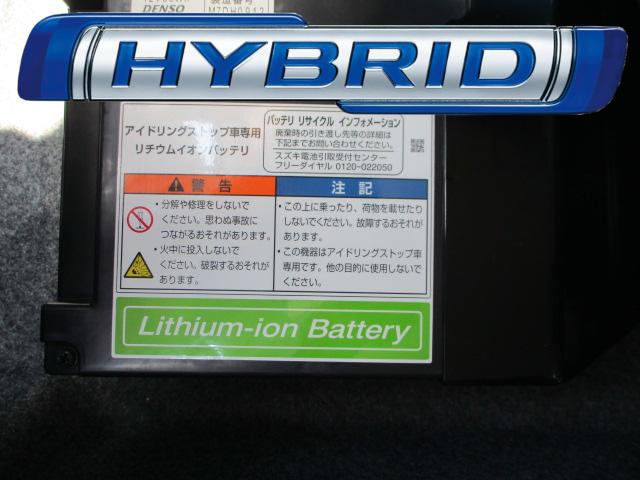 DENSO
HYBRID
アイドリングストップ車専用
リチウムイオンバッテリ
バッテリ リサイクル インフォメーション
廃棄時の引き渡し先等の詳細は
下記までお問い合わせください。
スズキ電池引取受付センター
フリーダイヤル 0120-022050
警告
・分解や修理をしないで
ください。思わぬ事故に
つながるおそれがあります。
・火中に投入しないで
ください。破裂するおそれが
あります。
注記
・この上に乗ったり、荷物を載せたり
しないでください。故障するおそれが
あります。
・この機器はアイドリングストップ車
専用です。他の目的に使用しないで
ください。
Lithium-ion Battery